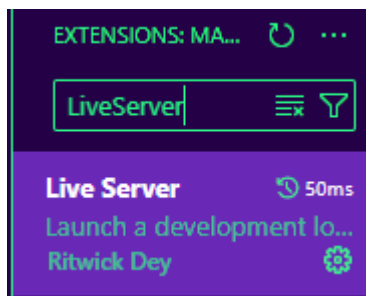 EXTENSIONS: MA...
LiveServer
Live Server 50ms
Launch a development lo...
Ritwick Dey